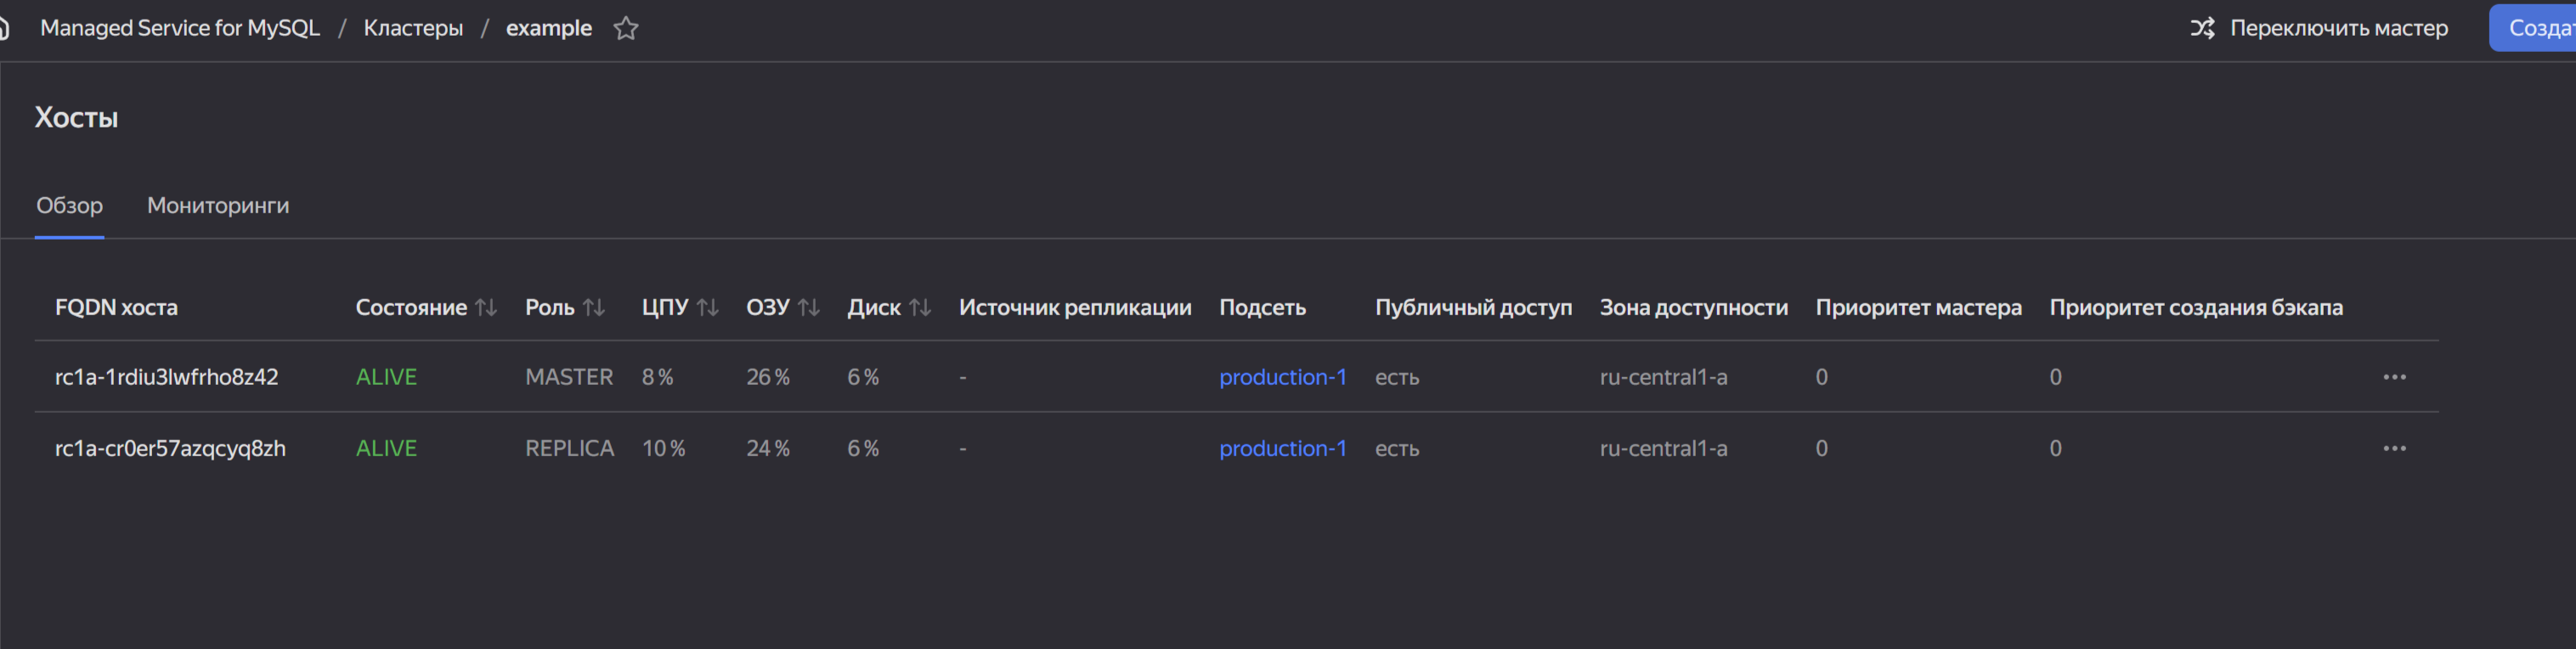 Managed Service for MySQL / Кластеры / example Переключить мастер
Хосты
Обзор Мониторинги
FQDN хоста Состояние Роль ЦПУ ОЗУ Диск Источник репликации Подсеть Публичный доступ Зона доступности Приоритет мастера Приоритет создания бэкапа
rc1a-1rdiu3lwfrho8z42 ALIVE MASTER 8 % 26 % 6 % - production-1 есть ru-central1-a 0 0
rc1a-cr0er57azqcyq8zh ALIVE REPLICA 10 % 24 % 6 % - production-1 есть ru-central1-a 0 0